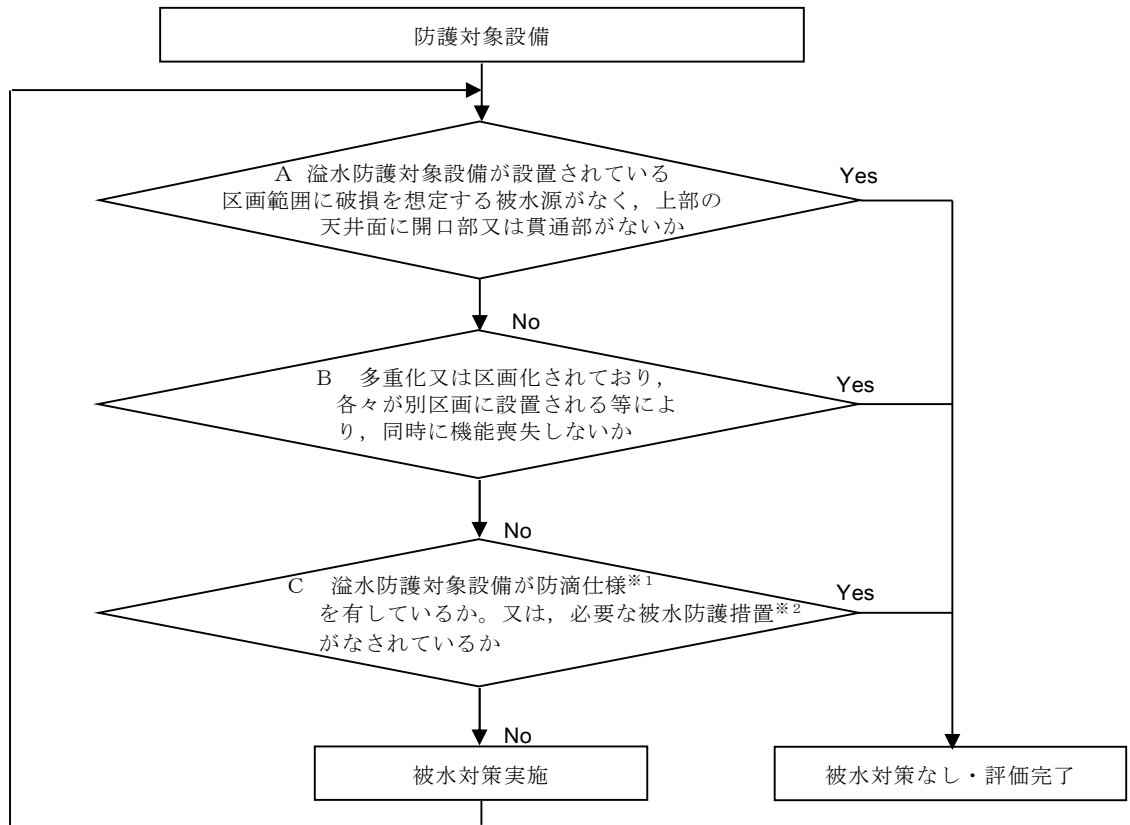 防護対象設備
A 溢水防護対象設備が設置されている
区画範囲に破損を想定する被水源がなく，上部の
天井面に開口部又は貫通部がないか
Yes
No
B 多重化又は区画化されており，
各々が別区画に設置される等によ
り，同時に機能喪失しないか
Yes
No
C 溢水防護対象設備が防滴仕様※1
を有しているか。又は，必要な被水防護措置※2
がなされているか
Yes
No
被水対策実施
被水対策なし・評価完了